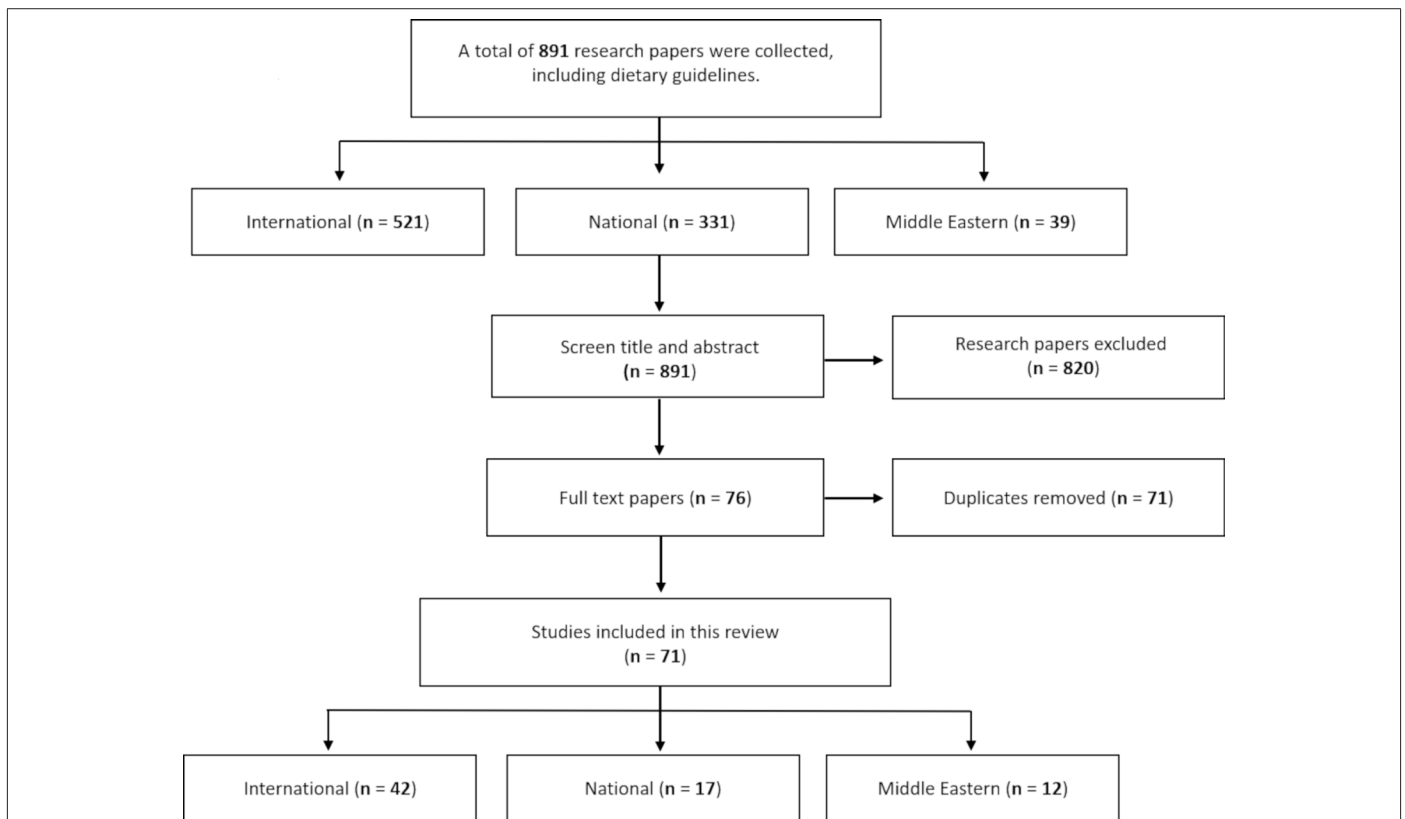 A total of 891 research papers were collected,
including dietary guidelines.
International (n = 521)
National (n = 331)
Middle Eastern (n = 39)
Screen title and abstract
(n = 891)
Research papers excluded
(n = 820)
Full text papers (n = 76)
Duplicates removed (n = 71)
Studies included in this review
(n = 71)
International (n = 42)
National (n = 17)
Middle Eastern (n = 12)